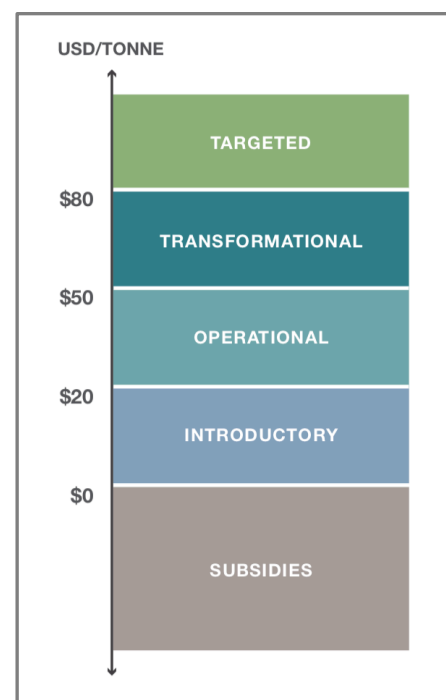 USD/TONNE
TARGETED
$80
TRANSFORMATIONAL
$50
OPERATIONAL
$20
INTRODUCTORY
$0
SUBSIDIES